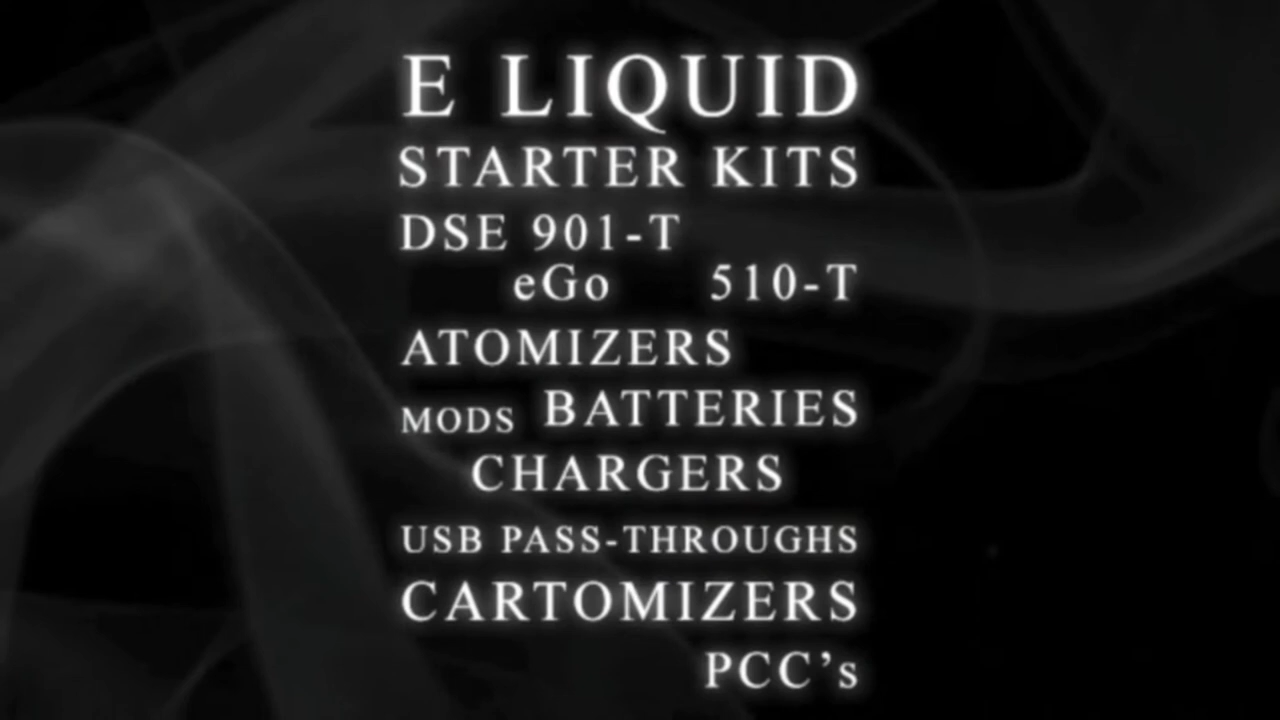 E LIQUID
STARTER KITS
DSE 901-T
eGo 510-T
ATOMIZERS
MODS BATTERIES
CHARGERS
USB PASS-THROUGHS
CARTOMIZERS
PCC’s